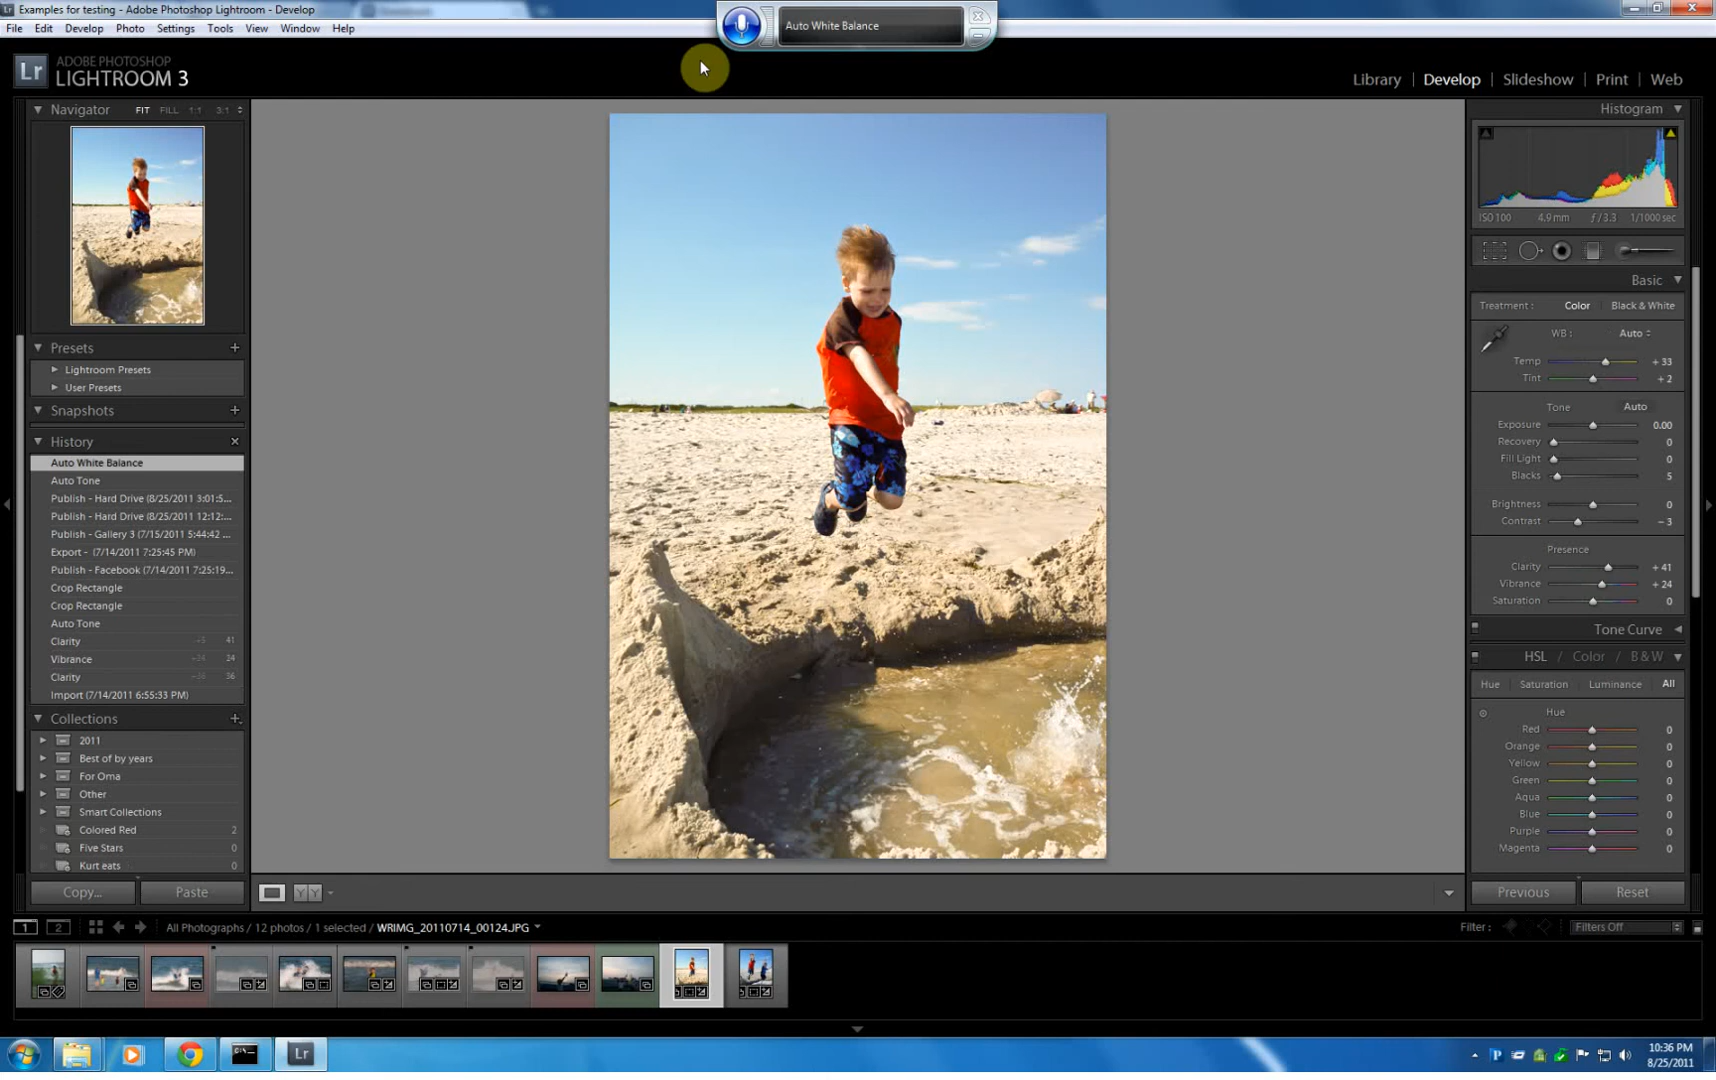 Examples for testing - Adobe Photoshop Lightroom - Develop
Auto White Balance
File Edit Develop Photo Settings Tools View Window Help
Lr
ADOBE PHOTOSHOP
LIGHTROOM 3
Library | Develop | Slideshow | Print | Web
Navigator FIT FILL 1:1 3:1
Presets
Lightroom Presets
User Presets
Snapshots
History
Auto White Balance
Auto Tone
Publish - Hard Drive (8/25/2011 3:01:5...
Publish - Hard Drive (8/25/2011 12:12:...
Publish - Gallery 3 (7/15/2011 5:44:42 ...
Export - (7/14/2011 7:25:45 PM)
Publish - Facebook (7/14/2011 7:25:19...
Crop Rectangle
Crop Rectangle
Auto Tone
Clarity +5 41
Vibrance 24
Clarity 36
Import (7/14/2011 6:55:33 PM)
Collections
2011
Best of by years
For Oma
Other
Smart Collections
Colored Red 2
Five Stars 0
Kurt eats 0
Copy... Paste
Histogram
ISO 100 4.9 mm ƒ / 3.3 1/1000 sec
Basic
Treatment : Color Black & White
WB : Auto
Temp + 33
Tint + 2
Tone Auto
Exposure 0.00
Recovery 0
Fill Light 0
Blacks 5
Brightness 0
Contrast − 3
Presence
Clarity + 41
Vibrance + 24
Saturation 0
Tone Curve
HSL / Color / B & W
Hue Saturation Luminance All
Hue
Red 0
Orange 0
Yellow 0
Green 0
Aqua 0
Blue 0
Purple 0
Magenta 0
Previous Reset
Y Y
1 2 All Photographs / 12 photos / 1 selected / WRIMG_20110714_00124.JPG
Filter : Filters Off
C:\
Lr
P
10:36 PM
8/25/2011